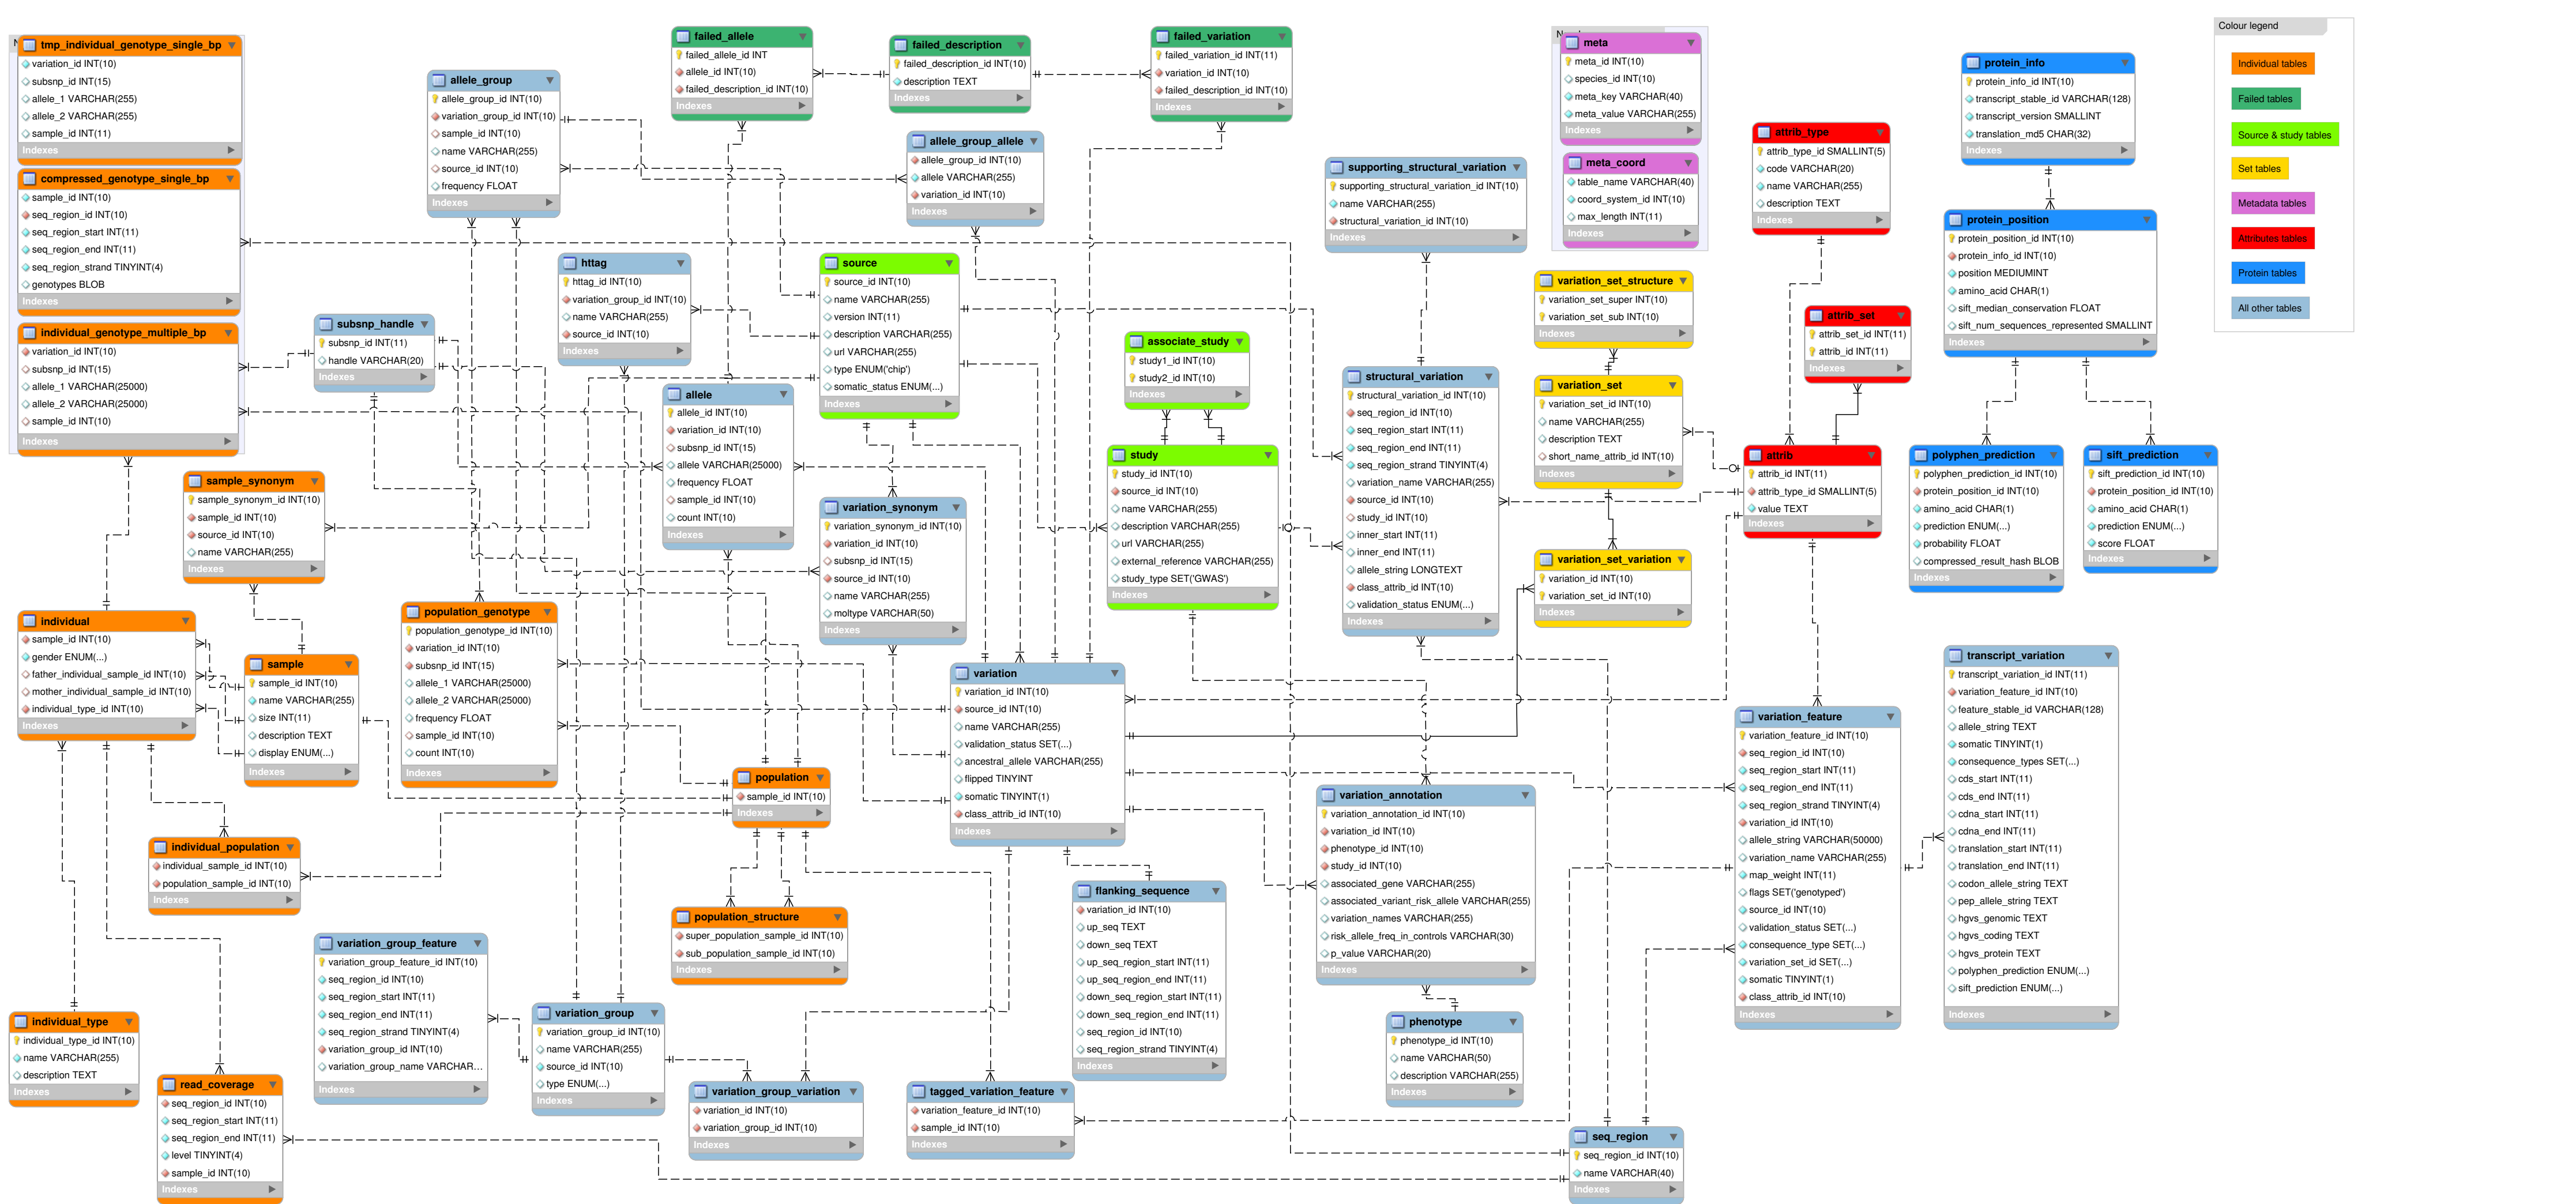 tmp_individual_genotype_single_bp
variation_id INT(10)
subsnp_id INT(15)
allele_1 VARCHAR(255)
allele_2 VARCHAR(255)
sample_id INT(11)
Indexes
compressed_genotype_single_bp
sample_id INT(10)
seq_region_id INT(10)
seq_region_start INT(11)
seq_region_end INT(11)
seq_region_strand TINYINT(4)
genotypes BLOB
Indexes
individual_genotype_multiple_bp
variation_id INT(10)
subsnp_id INT(15)
allele_1 VARCHAR(25000)
allele_2 VARCHAR(25000)
sample_id INT(10)
Indexes
allele_group
allele_group_id INT(10)
variation_group_id INT(10)
sample_id INT(10)
name VARCHAR(255)
source_id INT(10)
frequency FLOAT
Indexes
failed_allele
failed_allele_id INT
allele_id INT(10)
failed_description_id INT(10)
Indexes
failed_description
failed_description_id INT(10)
description TEXT
Indexes
failed_variation
failed_variation_id INT(11)
variation_id INT(10)
failed_description_id INT(10)
Indexes
allele_group_allele
allele_group_id INT(10)
allele VARCHAR(255)
variation_id INT(10)
Indexes
supporting_structural_variation
supporting_structural_variation_id INT(10)
name VARCHAR(255)
structural_variation_id INT(10)
Indexes
meta
meta_id INT(10)
species_id INT(10)
meta_key VARCHAR(40)
meta_value VARCHAR(255)
Indexes
meta_coord
table_name VARCHAR(40)
coord_system_id INT(10)
max_length INT(11)
Indexes
attrib_type
attrib_type_id SMALLINT(5)
code VARCHAR(20)
name VARCHAR(255)
description TEXT
Indexes
protein_info
protein_info_id INT(10)
transcript_stable_id VARCHAR(128)
transcript_version SMALLINT
translation_md5 CHAR(32)
Indexes
protein_position
protein_position_id INT(10)
protein_info_id INT(10)
position MEDIUMINT
amino_acid CHAR(1)
sift_median_conservation FLOAT
sift_num_sequences_represented SMALLINT
Indexes
Colour legend
Individual tables
Failed tables
Source & study tables
Set tables
Metadata tables
Attributes tables
Protein tables
All other tables
subsnp_handle
subsnp_id INT(11)
handle VARCHAR(20)
Indexes
httag
httag_id INT(10)
variation_group_id INT(10)
name VARCHAR(255)
source_id INT(10)
Indexes
source
source_id INT(10)
name VARCHAR(255)
version INT(11)
description VARCHAR(255)
url VARCHAR(255)
type ENUM('chip')
somatic_status ENUM(...)
Indexes
associate_study
study1_id INT(10)
study2_id INT(10)
Indexes
variation_set_structure
variation_set_super INT(10)
variation_set_sub INT(10)
Indexes
attrib_set
attrib_set_id INT(11)
attrib_id INT(11)
Indexes
allele
allele_id INT(10)
variation_id INT(10)
subsnp_id INT(15)
allele VARCHAR(25000)
frequency FLOAT
sample_id INT(10)
count INT(10)
Indexes
structural_variation
structural_variation_id INT(10)
seq_region_id INT(10)
seq_region_start INT(11)
seq_region_end INT(11)
seq_region_strand TINYINT(4)
variation_name VARCHAR(255)
source_id INT(10)
study_id INT(10)
inner_start INT(11)
inner_end INT(11)
allele_string LONGTEXT
class_attrib_id INT(10)
validation_status ENUM(...)
Indexes
variation_set
variation_set_id INT(10)
name VARCHAR(255)
description TEXT
short_name_attrib_id INT(10)
Indexes
study
study_id INT(10)
source_id INT(10)
name VARCHAR(255)
description VARCHAR(255)
url VARCHAR(255)
external_reference VARCHAR(255)
study_type SET('GWAS')
Indexes
attrib
attrib_id INT(11)
attrib_type_id SMALLINT(5)
value TEXT
Indexes
polyphen_prediction
polyphen_prediction_id INT(10)
protein_position_id INT(10)
amino_acid CHAR(1)
prediction ENUM(...)
probability FLOAT
compressed_result_hash BLOB
Indexes
sift_prediction
sift_prediction_id INT(10)
protein_position_id INT(10)
amino_acid CHAR(1)
prediction ENUM(...)
score FLOAT
Indexes
sample_synonym
sample_synonym_id INT(10)
sample_id INT(10)
source_id INT(10)
name VARCHAR(255)
Indexes
variation_synonym
variation_synonym_id INT(10)
variation_id INT(10)
subsnp_id INT(15)
source_id INT(10)
name VARCHAR(255)
moltype VARCHAR(50)
Indexes
variation_set_variation
variation_id INT(10)
variation_set_id INT(10)
Indexes
individual
sample_id INT(10)
gender ENUM(...)
father_individual_sample_id INT(10)
mother_individual_sample_id INT(10)
individual_type_id INT(10)
Indexes
sample
sample_id INT(10)
name VARCHAR(255)
size INT(11)
description TEXT
display ENUM(...)
Indexes
population_genotype
population_genotype_id INT(10)
variation_id INT(10)
subsnp_id INT(15)
allele_1 VARCHAR(25000)
allele_2 VARCHAR(25000)
frequency FLOAT
sample_id INT(10)
count INT(10)
Indexes
variation
variation_id INT(10)
source_id INT(10)
name VARCHAR(255)
validation_status SET(...)
ancestral_allele VARCHAR(255)
flipped TINYINT
somatic TINYINT(1)
class_attrib_id INT(10)
Indexes
transcript_variation
transcript_variation_id INT(11)
variation_feature_id INT(10)
feature_stable_id VARCHAR(128)
allele_string TEXT
somatic TINYINT(1)
consequence_types SET(...)
cds_start INT(11)
cds_end INT(11)
cdna_start INT(11)
cdna_end INT(11)
translation_start INT(11)
translation_end INT(11)
codon_allele_string TEXT
pep_allele_string TEXT
hgvs_genomic TEXT
hgvs_coding TEXT
hgvs_protein TEXT
polyphen_prediction ENUM(...)
sift_prediction ENUM(...)
Indexes
variation_feature
variation_feature_id INT(10)
seq_region_id INT(10)
seq_region_start INT(11)
seq_region_end INT(11)
seq_region_strand TINYINT(4)
variation_id INT(10)
allele_string VARCHAR(50000)
variation_name VARCHAR(255)
map_weight INT(11)
flags SET('genotyped')
source_id INT(10)
validation_status SET(...)
consequence_type SET(...)
variation_set_id SET(...)
somatic TINYINT(1)
class_attrib_id INT(10)
Indexes
population
sample_id INT(10)
Indexes
variation_annotation
variation_annotation_id INT(10)
variation_id INT(10)
phenotype_id INT(10)
study_id INT(10)
associated_gene VARCHAR(255)
associated_variant_risk_allele VARCHAR(255)
variation_names VARCHAR(255)
risk_allele_freq_in_controls VARCHAR(30)
p_value VARCHAR(20)
Indexes
individual_population
individual_sample_id INT(10)
population_sample_id INT(10)
Indexes
flanking_sequence
variation_id INT(10)
up_seq TEXT
down_seq TEXT
up_seq_region_start INT(11)
up_seq_region_end INT(11)
down_seq_region_start INT(11)
down_seq_region_end INT(11)
seq_region_id INT(10)
seq_region_strand TINYINT(4)
Indexes
population_structure
super_population_sample_id INT(10)
sub_population_sample_id INT(10)
Indexes
variation_group_feature
variation_group_feature_id INT(10)
seq_region_id INT(10)
seq_region_start INT(11)
seq_region_end INT(11)
seq_region_strand TINYINT(4)
variation_group_id INT(10)
variation_group_name VARCHAR...
Indexes
variation_group
variation_group_id INT(10)
name VARCHAR(255)
source_id INT(10)
type ENUM(...)
Indexes
individual_type
individual_type_id INT(10)
name VARCHAR(255)
description TEXT
Indexes
phenotype
phenotype_id INT(10)
name VARCHAR(50)
description VARCHAR(255)
Indexes
read_coverage
seq_region_id INT(10)
seq_region_start INT(11)
seq_region_end INT(11)
level TINYINT(4)
sample_id INT(10)
Indexes
variation_group_variation
variation_id INT(10)
variation_group_id INT(10)
Indexes
tagged_variation_feature
variation_feature_id INT(10)
sample_id INT(10)
Indexes
seq_region
seq_region_id INT(10)
name VARCHAR(40)
Indexes